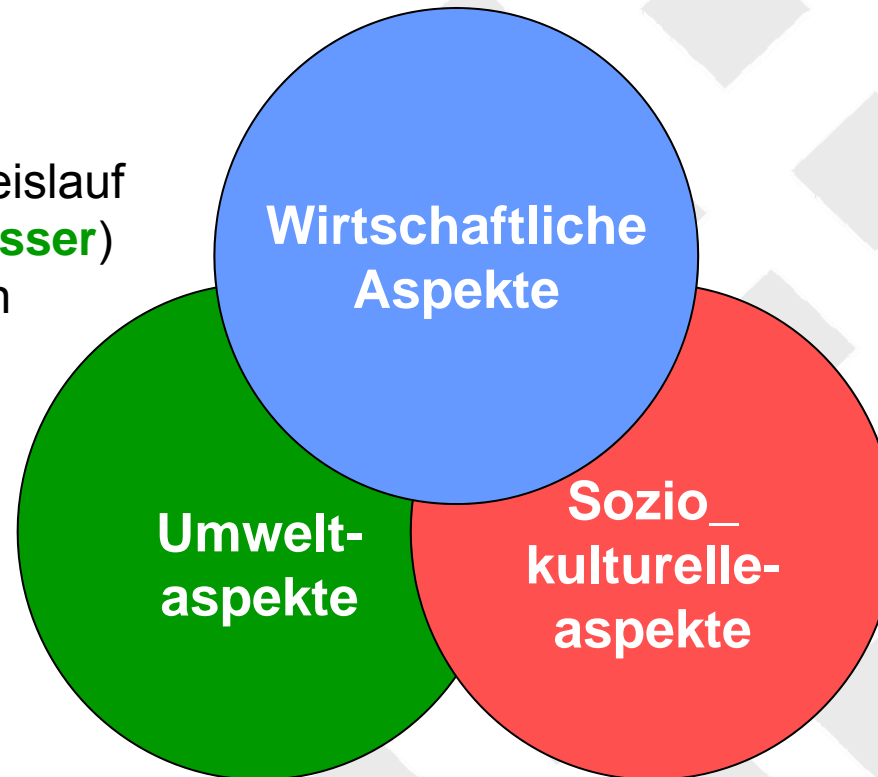 eislauf
sser)
n
Wirtschaftliche
Aspekte
Umwelt-
aspekte
Sozio_
kulturelle-
aspekte